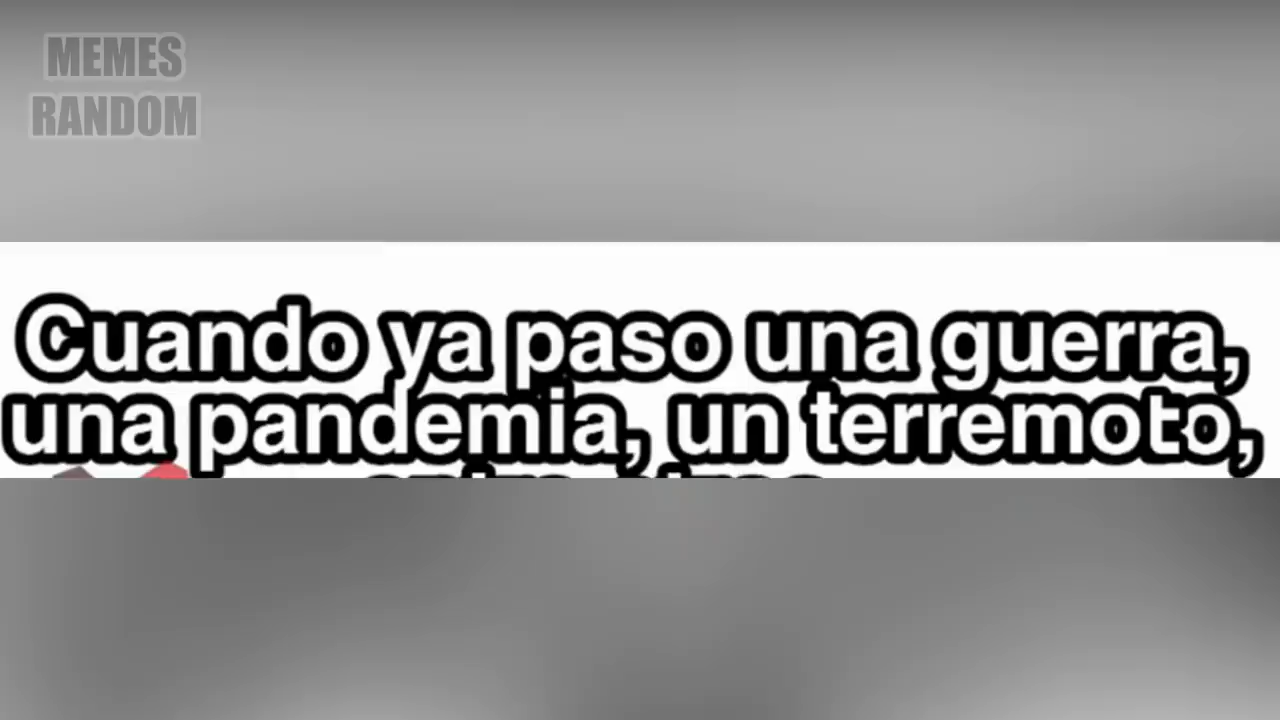 MEMES
RANDOM
Cuando ya paso una guerra,
una pandemia, un terremoto,